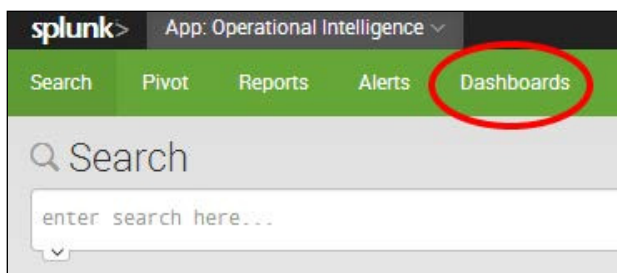 splunk> App: Operational Intelligence
Search Pivot Reports Alerts Dashboards
Search
enter search here...